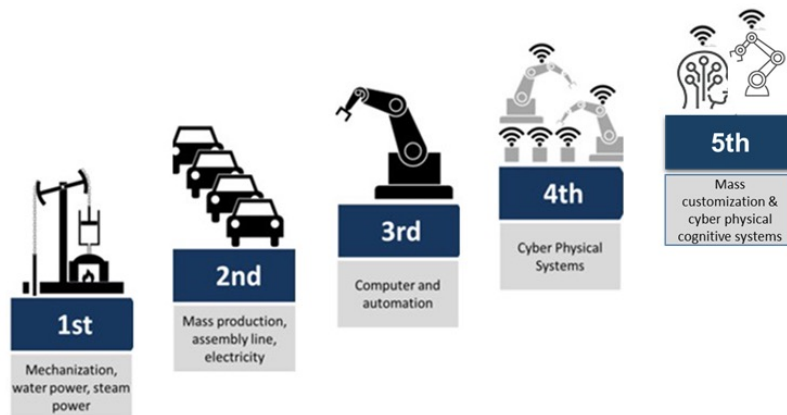 1st
Mechanization,
water power, steam
power
2nd
Mass production,
assembly line,
electricity
3rd
Computer and
automation
4th
Cyber Physical
Systems
5th
Mass
customization &
cyber physical
cognitive systems